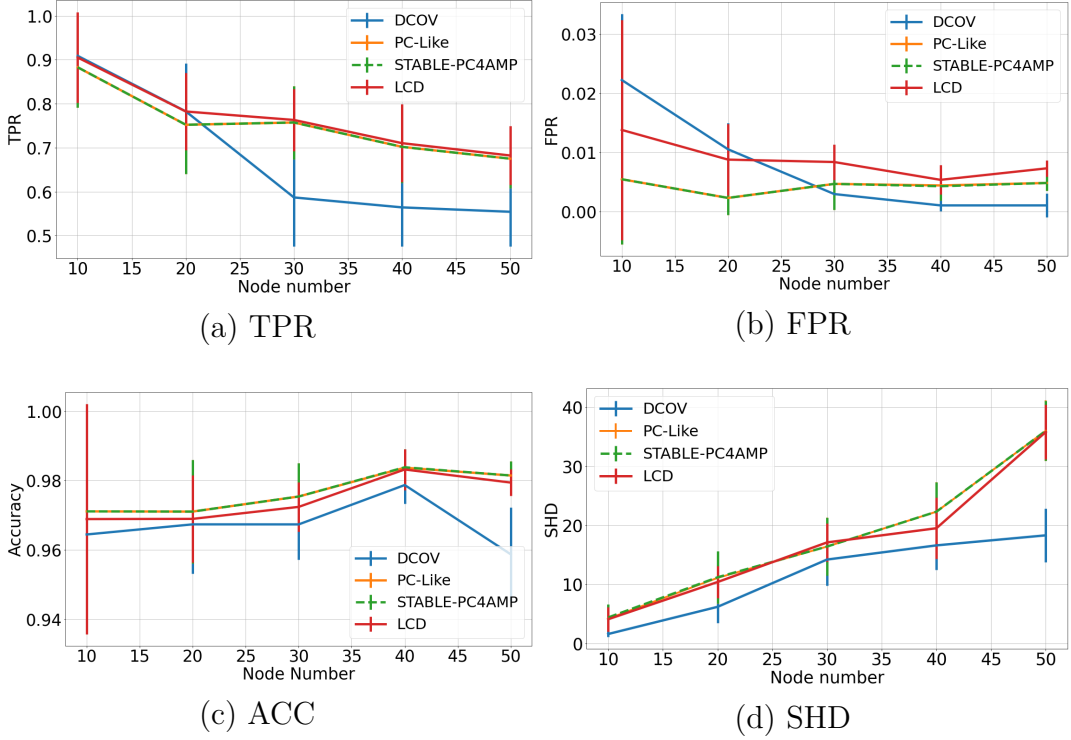 1.0
0.9
0.8
0.7
0.6
0.5
TPR
10 15 20 25 30 35 40 45 50
Node number
DCOV
PC-Like
STABLE-PC4AMP
LCD
(a) TPR
0.03
0.02
0.01
0.00
FPR
10 15 20 25 30 35 40 45 50
Node number
DCOV
PC-Like
STABLE-PC4AMP
LCD
(b) FPR
1.00
0.98
0.96
0.94
Accuracy
10 15 20 25 30 35 40 45 50
Node Number
DCOV
PC-Like
STABLE-PC4AMP
LCD
(c) ACC
40
30
20
10
0
SHD
10 15 20 25 30 35 40 45 50
Node number
DCOV
PC-Like
STABLE-PC4AMP
LCD
(d) SHD